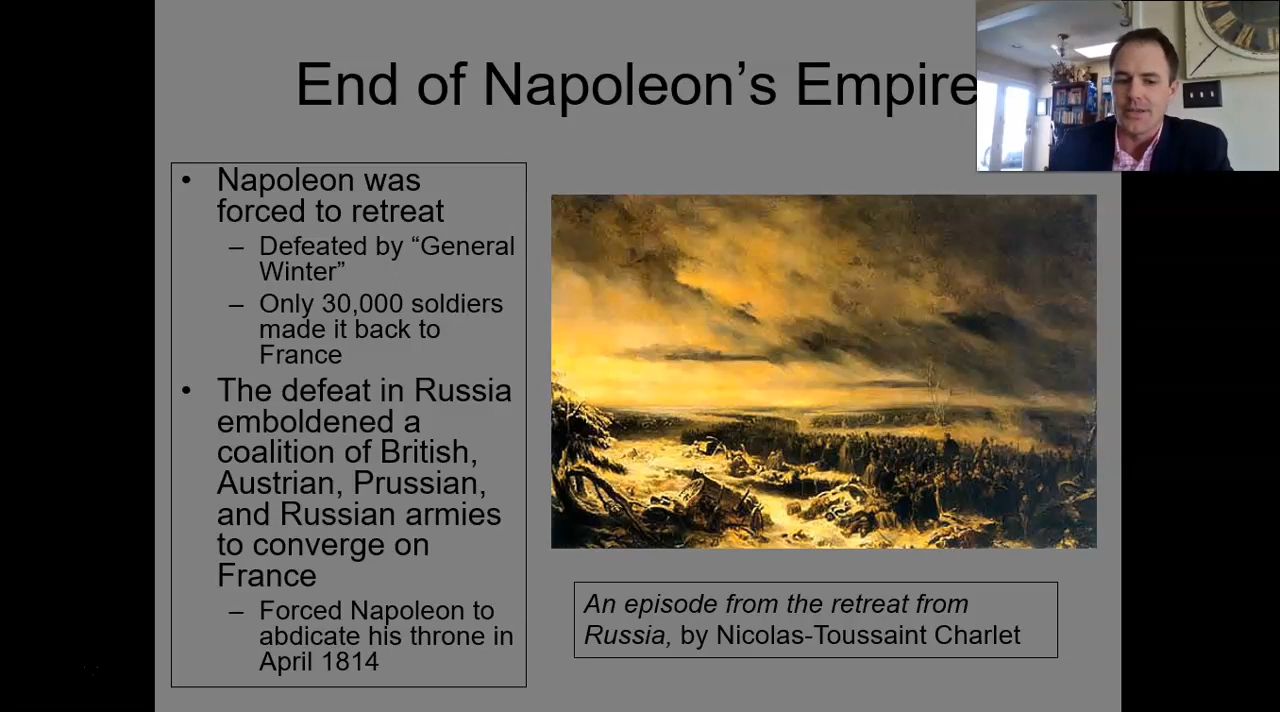 End of Napoleon’s Empire
• Napoleon was
forced to retreat
– Defeated by “General
Winter”
– Only 30,000 soldiers
made it back to
France
• The defeat in Russia
emboldened a
coalition of British,
Austrian, Prussian,
and Russian armies
to converge on
France
– Forced Napoleon to
abdicate his throne in
April 1814
An episode from the retreat from
Russia, by Nicolas-Toussaint Charlet